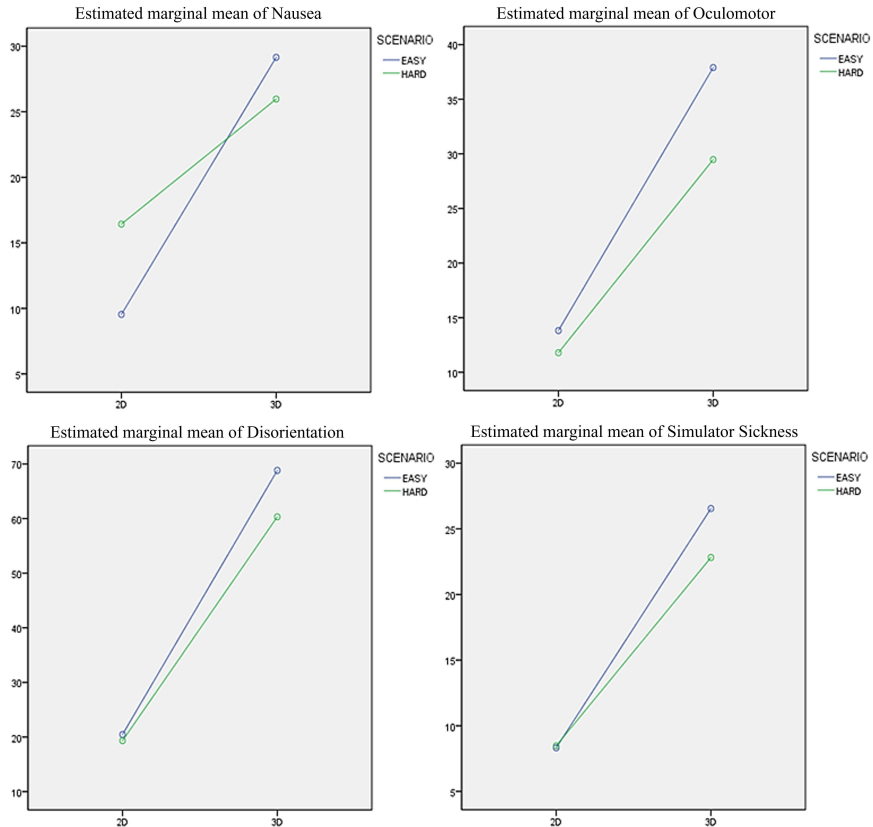 Estimated marginal mean of Nausea
SCENARIO
EASY
HARD
30
25
20
15
10
5
2D
3D
Estimated marginal mean of Oculomotor
SCENARIO
EASY
HARD
40
35
30
25
20
15
10
2D
3D
Estimated marginal mean of Disorientation
SCENARIO
EASY
HARD
70
60
50
40
30
20
10
2D
3D
Estimated marginal mean of Simulator Sickness
SCENARIO
EASY
HARD
30
25
20
15
10
5
2D
3D